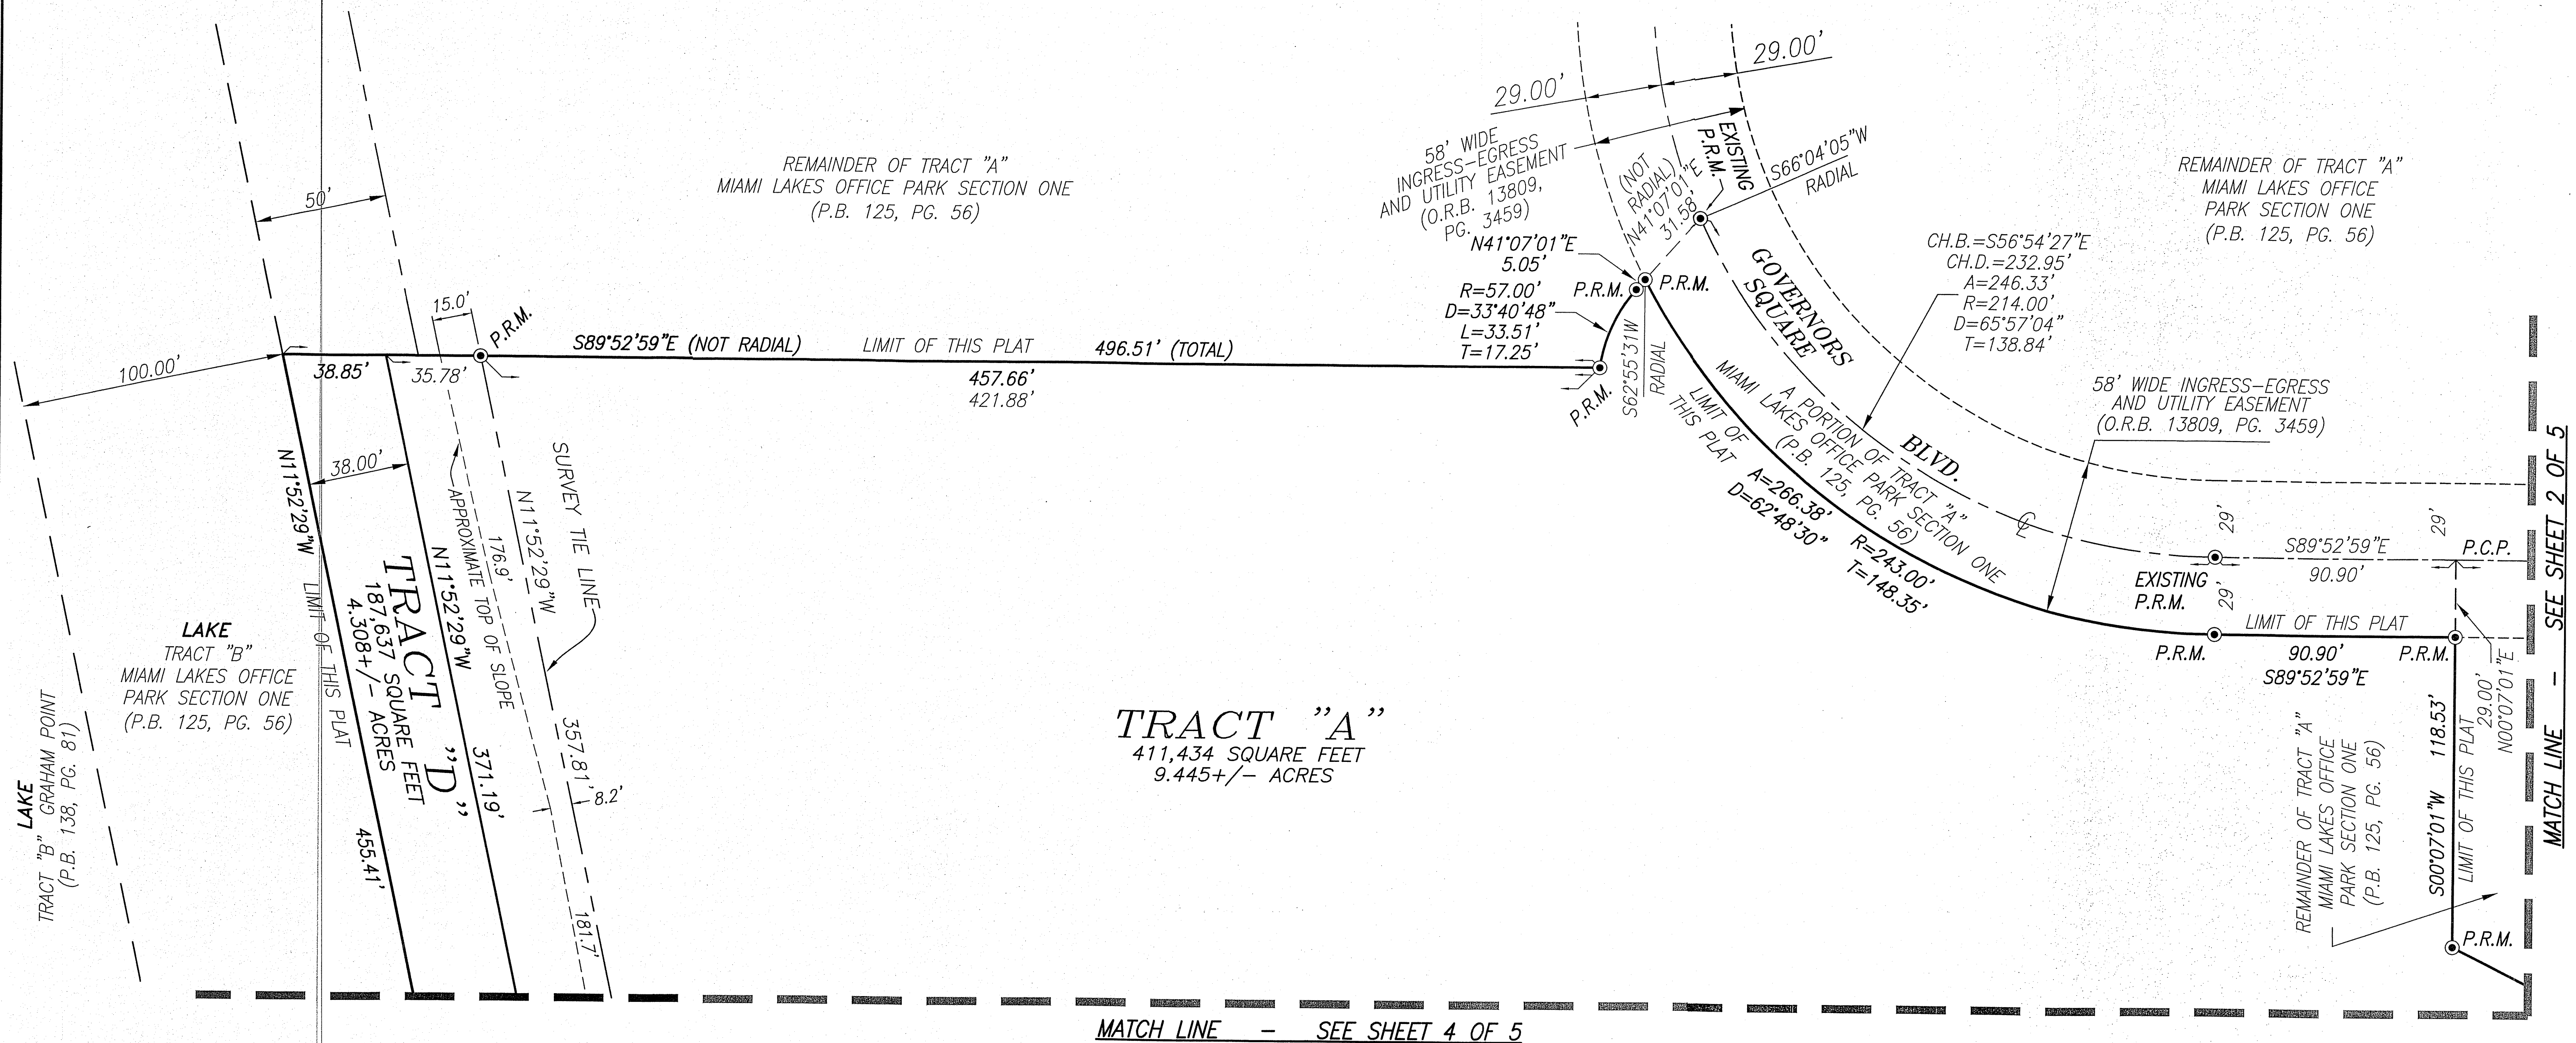 29.00'
29.00'
58' WIDE
INGRESS-EGRESS
AND UTILITY EASEMENT
(O.R.B. 13809,
PG. 3459)
(NOT
RADIAL)
N41°07'01"E
31.58'
EXISTING
P.R.M.
S66°04'05"W
RADIAL
REMAINDER OF TRACT "A"
MIAMI LAKES OFFICE PARK SECTION ONE
(P.B. 125, PG. 56)
REMAINDER OF TRACT "A"
MIAMI LAKES OFFICE
PARK SECTION ONE
(P.B. 125, PG. 56)
50'
N41°07'01"E
5.05'
P.R.M.
P.R.M.
R=57.00'
D=33°40'48"
L=33.51'
T=17.25'
GOVERNORS
SQUARE
BLVD.
CH.B.=S56°54'27"E
CH.D.=232.95'
A=246.33'
R=214.00'
D=65°57'04"
T=138.84'
15.0'
P.R.M.
S89°52'59"E (NOT RADIAL)
LIMIT OF THIS PLAT
496.51' (TOTAL)
100.00'
38.85'
35.78'
457.66'
421.88'
P.R.M.
S62°55'31W
RADIAL
LIMIT OF
THIS PLAT
A PORTION OF TRACT "A"
MIAMI LAKES OFFICE PARK SECTION ONE
(P.B. 125, PG. 56)
58' WIDE INGRESS-EGRESS
AND UTILITY EASEMENT
(O.R.B. 13809, PG. 3459)
A=266.38'
D=62°48'30"
R=243.00'
T=148.35'
38.00'
N11°52'29"W
LIMIT OF THIS PLAT
455.41'
TRACT "D"
187,637 SQUARE FEET
4.308+/- ACRES
N11°52'29"W
371.19'
APPROXIMATE TOP OF SLOPE
176.9'
N11°52'29"W
357.81'
SURVEY TIE LINE
8.2'
181.7'
LAKE
TRACT "B"
MIAMI LAKES OFFICE
PARK SECTION ONE
(P.B. 125, PG. 56)
LAKE
TRACT "B" GRAHAM POINT
(P.B. 138, PG. 81)
TRACT "A"
411,434 SQUARE FEET
9.445+/- ACRES
℄
29'
29'
S89°52'59"E
90.90'
P.C.P.
EXISTING
P.R.M.
29'
LIMIT OF THIS PLAT
P.R.M.
90.90'
S89°52'59"E
P.R.M.
29.00'
N00°07'01"E
S00°07'01"W 118.53'
LIMIT OF THIS PLAT
REMAINDER OF TRACT "A"
MIAMI LAKES OFFICE
PARK SECTION ONE
(P.B. 125, PG. 56)
P.R.M.
MATCH LINE - SEE SHEET 2 OF 5
MATCH LINE - SEE SHEET 4 OF 5